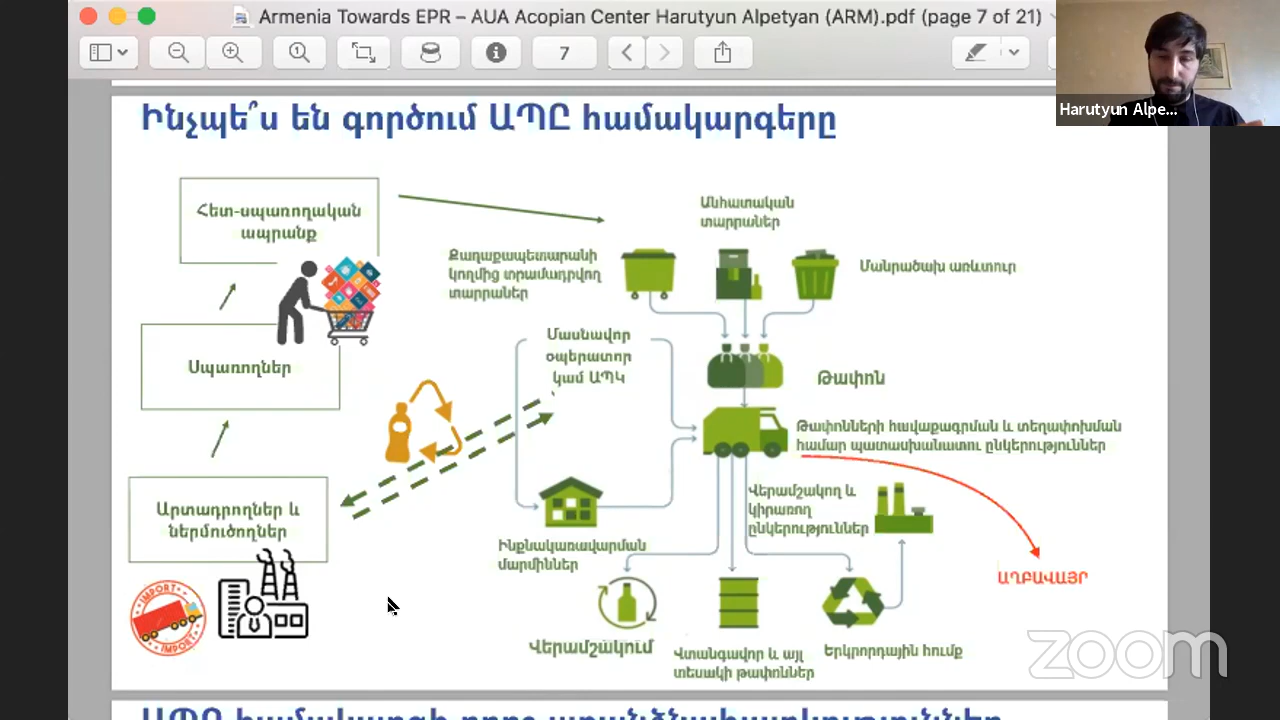 Armenia Towards EPR – AUA Acopian Center Harutyun Alpetyan (ARM).pdf (page 7 of 21)
7
Harutyun Alpe...
Ինչպե՞ս են գործում ԱՊԸ համակարգերը
Հետ-սպառողական
ապրանք
Սպառողներ
Արտադրողներ և
ներմուծողներ
IMPORT
IMPORT
Անհատական
տարրաներ
Քաղաքապետարանի
կողմից տրամադրվող
տարրաներ
Մանրածախ առևտուր
Մասնավոր
օպերատոր
կամ ԱՊԿ
Թափոն
Թափոնների հավաքագրման և տեղափոխման
համար պատասխանատու ընկերություններ
Վերամշակող և
կիրառող
ընկերություններ
Ինքնակառավարման
մարմիններ
ԱՂԲԱՎԱՅՐ
Վերամշակում
Վտանգավոր և այլ
տեսակի թափոններ
Երկրորդային հումք
zoom